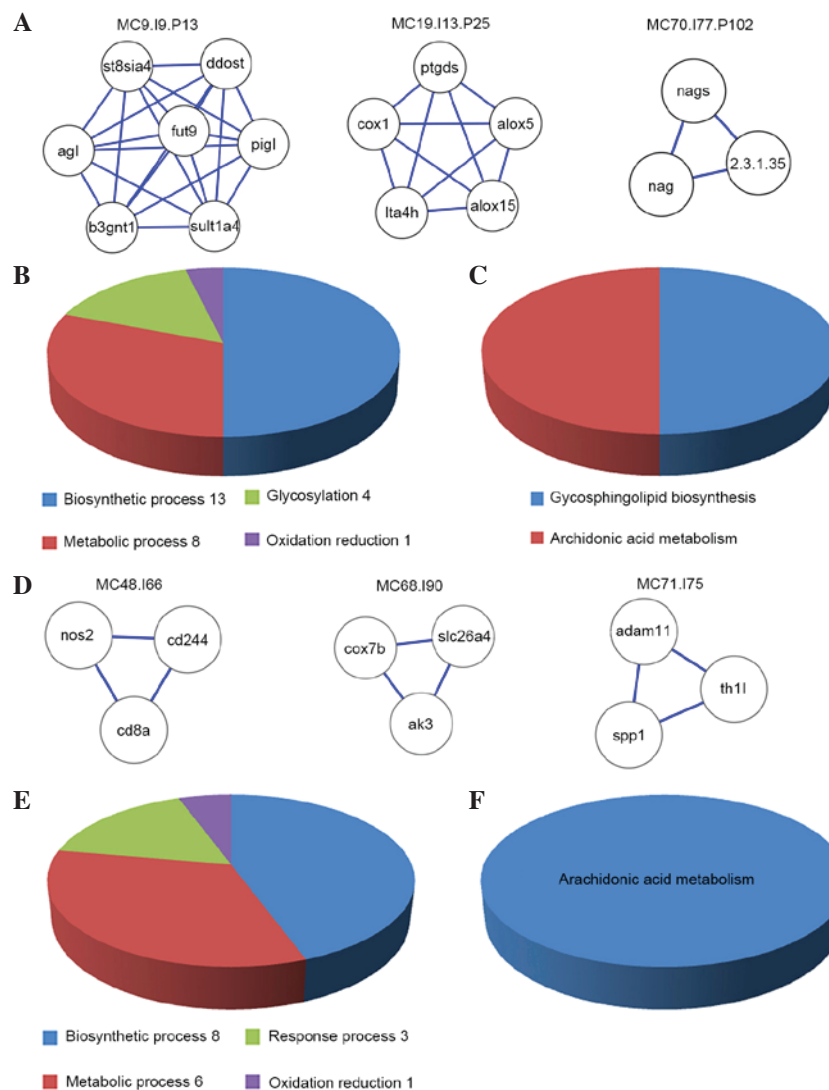 A
MC9.I9.P13
MC19.I13.P25
MC70.I77.P102
st8sia4
ddost
agl
fut9
pigl
b3gnt1
sult1a4
ptgds
cox1
alox5
lta4h
alox15
nags
nag
2.3.1.35
B
C
Biosynthetic process 13
Glycosylation 4
Metabolic process 8
Oxidation reduction 1
Gycosphingolipid biosynthesis
Archidonic acid metabolism
D
MC48.I66
MC68.I90
MC71.I75
nos2
cd244
cd8a
cox7b
slc26a4
ak3
adam11
th1l
spp1
E
F
Arachidonic acid metabolism
Biosynthetic process 8
Response process 3
Metabolic process 6
Oxidation reduction 1